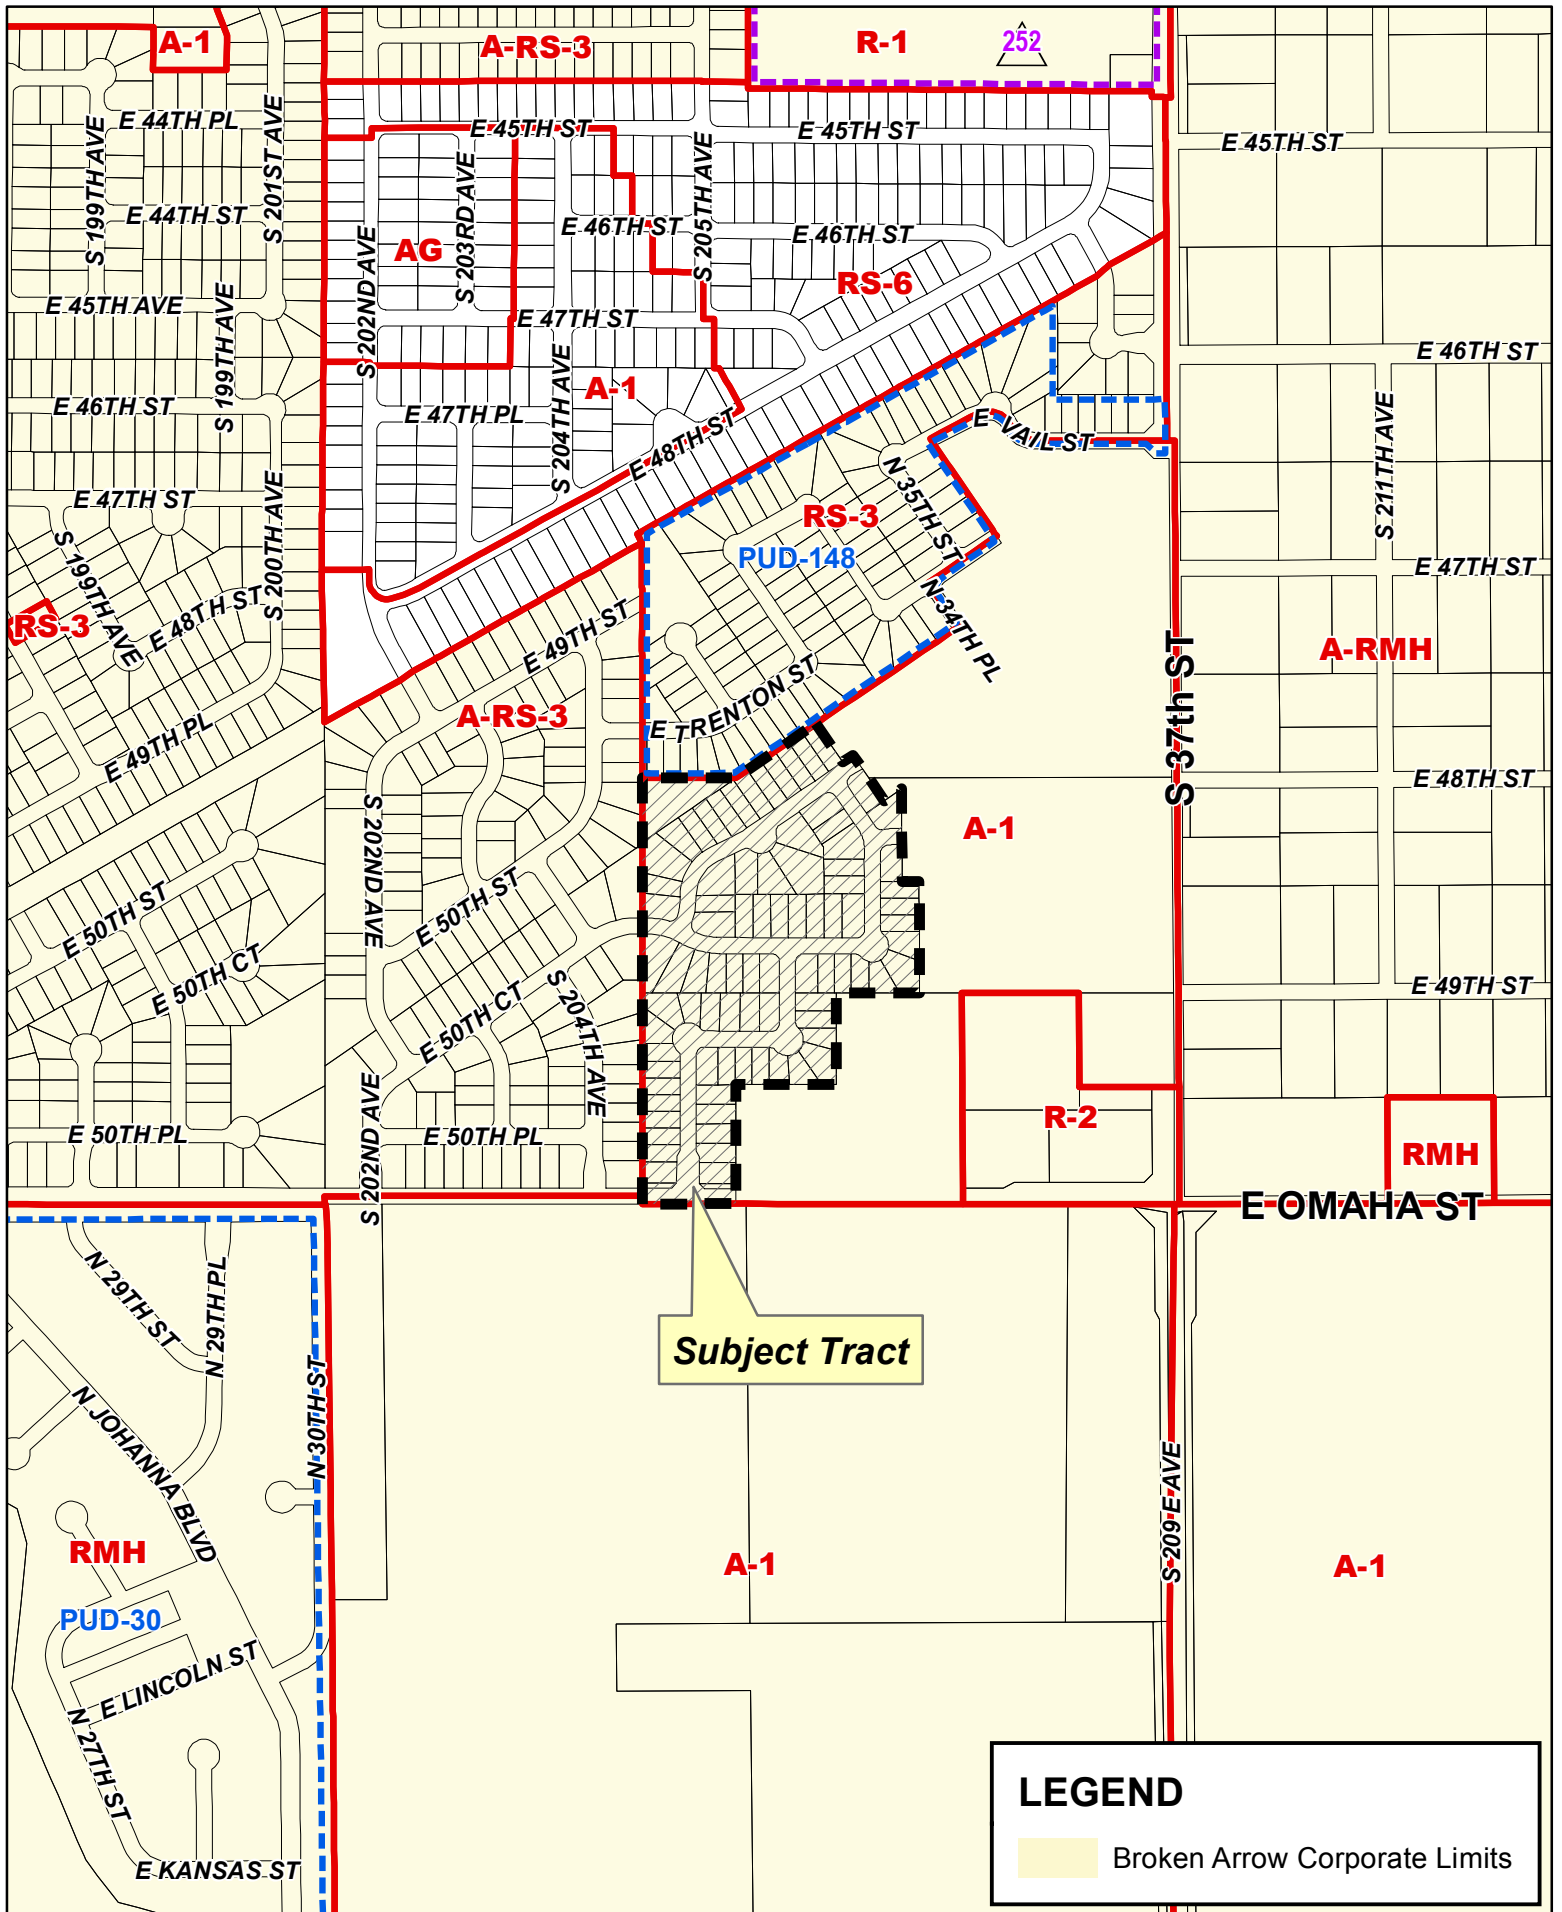 A-1
A-RS-3
R-1
252
E 44TH PL
S 201ST AVE
S 199TH AVE
E 45TH ST
E 45TH ST
E 45TH ST
S 205TH AVE
S 203RD AVE
E 44TH ST
E 46TH ST
E 46TH ST
AG
S 202ND AVE
RS-6
E 45TH AVE
S 199TH AVE
E 47TH ST
E 46TH ST
A-1
S 204TH AVE
E 46TH ST
E 47TH PL
E 48TH ST
E VAIL ST
S 211TH AVE
E 47TH ST
S 200TH AVE
N 35TH ST
RS-3
PUD-148
E 47TH ST
S 199TH AVE
E 48TH ST
RS-3
E 49TH ST
N 34TH PL
A-RMH
S 37th ST
A-RS-3
E TRENTON ST
E 49TH PL
E 48TH ST
S 202ND AVE
A-1
E 50TH ST
E 50TH ST
E 50TH CT
E 50TH CT
S 204TH AVE
E 49TH ST
S 202ND AVE
R-2
E 50TH PL
E 50TH PL
RMH
E OMAHA ST
N 29TH ST
N 29TH PL
Subject Tract
N 30TH ST
N JOHANNA BLVD
S 209 E AVE
RMH
A-1
A-1
PUD-30
E LINCOLN ST
N 27TH ST
E KANSAS ST
LEGEND
Broken Arrow Corporate Limits